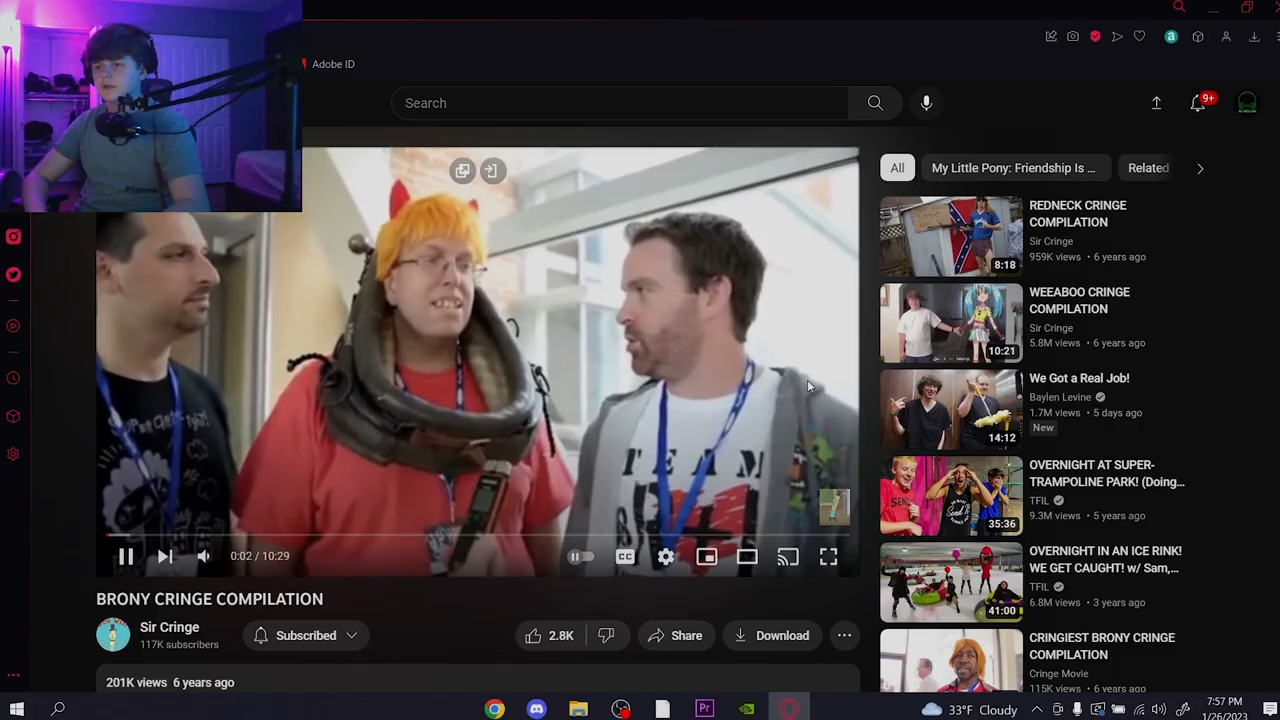 Adobe ID
Search
9+
All
My Little Pony: Friendship Is ...
Related
REDNECK CRINGE
COMPILATION
Sir Cringe
959K views • 6 years ago
8:18
WEEABOO CRINGE
COMPILATION
Sir Cringe
5.8M views • 6 years ago
10:21
We Got a Real Job!
Baylen Levine
1.7M views • 5 days ago
New
14:12
OVERNIGHT AT SUPER-
TRAMPOLINE PARK! (Doing...
TFIL
9.3M views • 5 years ago
35:36
OVERNIGHT IN AN ICE RINK!
WE GET CAUGHT! w/ Sam,...
TFIL
6.8M views • 3 years ago
41:00
CRINGIEST BRONY CRINGE
COMPILATION
Cringe Movie
115K views • 6 years ago
TEAM
0:02 / 10:29
CC
BRONY CRINGE COMPILATION
Sir Cringe
117K subscribers
Subscribed
2.8K
Share
Download
201K views 6 years ago
Pr
33°F Cloudy
7:57 PM
1/26/2023